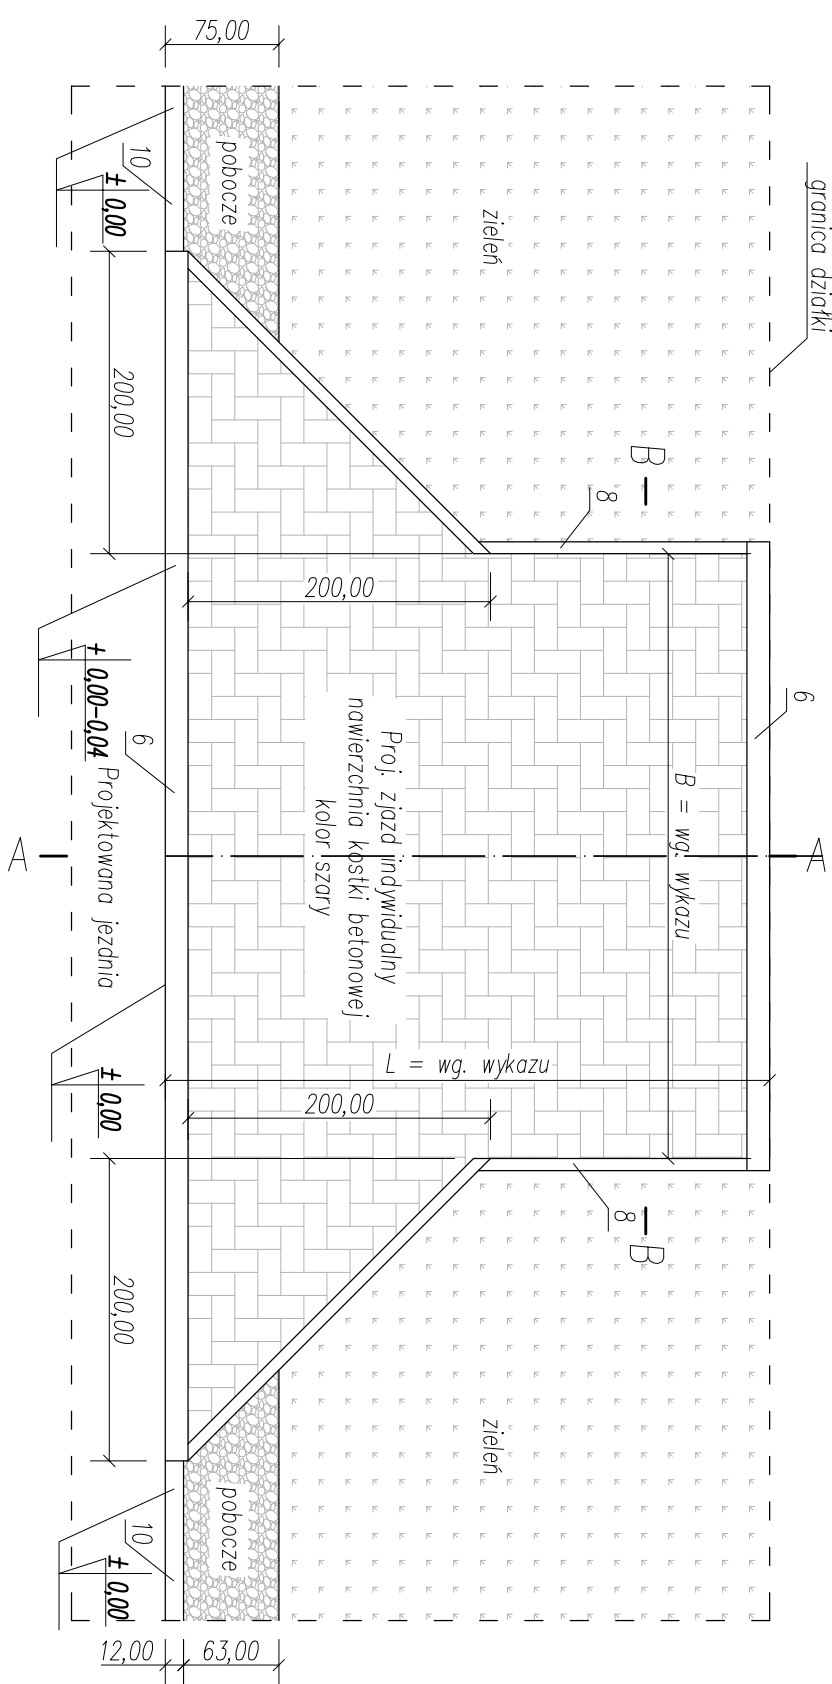 75,00
granica działki
pobocze
zieleń
10
± 0,00
200,00
B
8
200,00
6
± 0,00-0,04
6
Projektowana jezdnia
Proj. zjazd indywidualny
nawierzchnia kostki betonowej
kolor szary
B = wg. wykazu
A
A
L = wg. wykazu
± 0,00
200,00
8
B
200,00
zieleń
pobocze
10
± 0,00
12,00
63,00